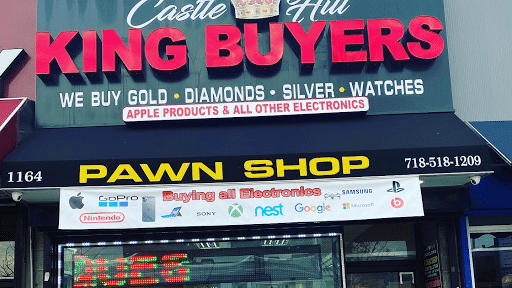 Castle Hill
KING BUYERS
WE BUY GOLD • DIAMONDS • SILVER • WATCHES
APPLE PRODUCTS & ALL OTHER ELECTRONICS
1164 PAWN SHOP 718-518-1209
Buying all Electronics
GoPro SAMSUNG
Nintendo SONY nest Google Microsoft